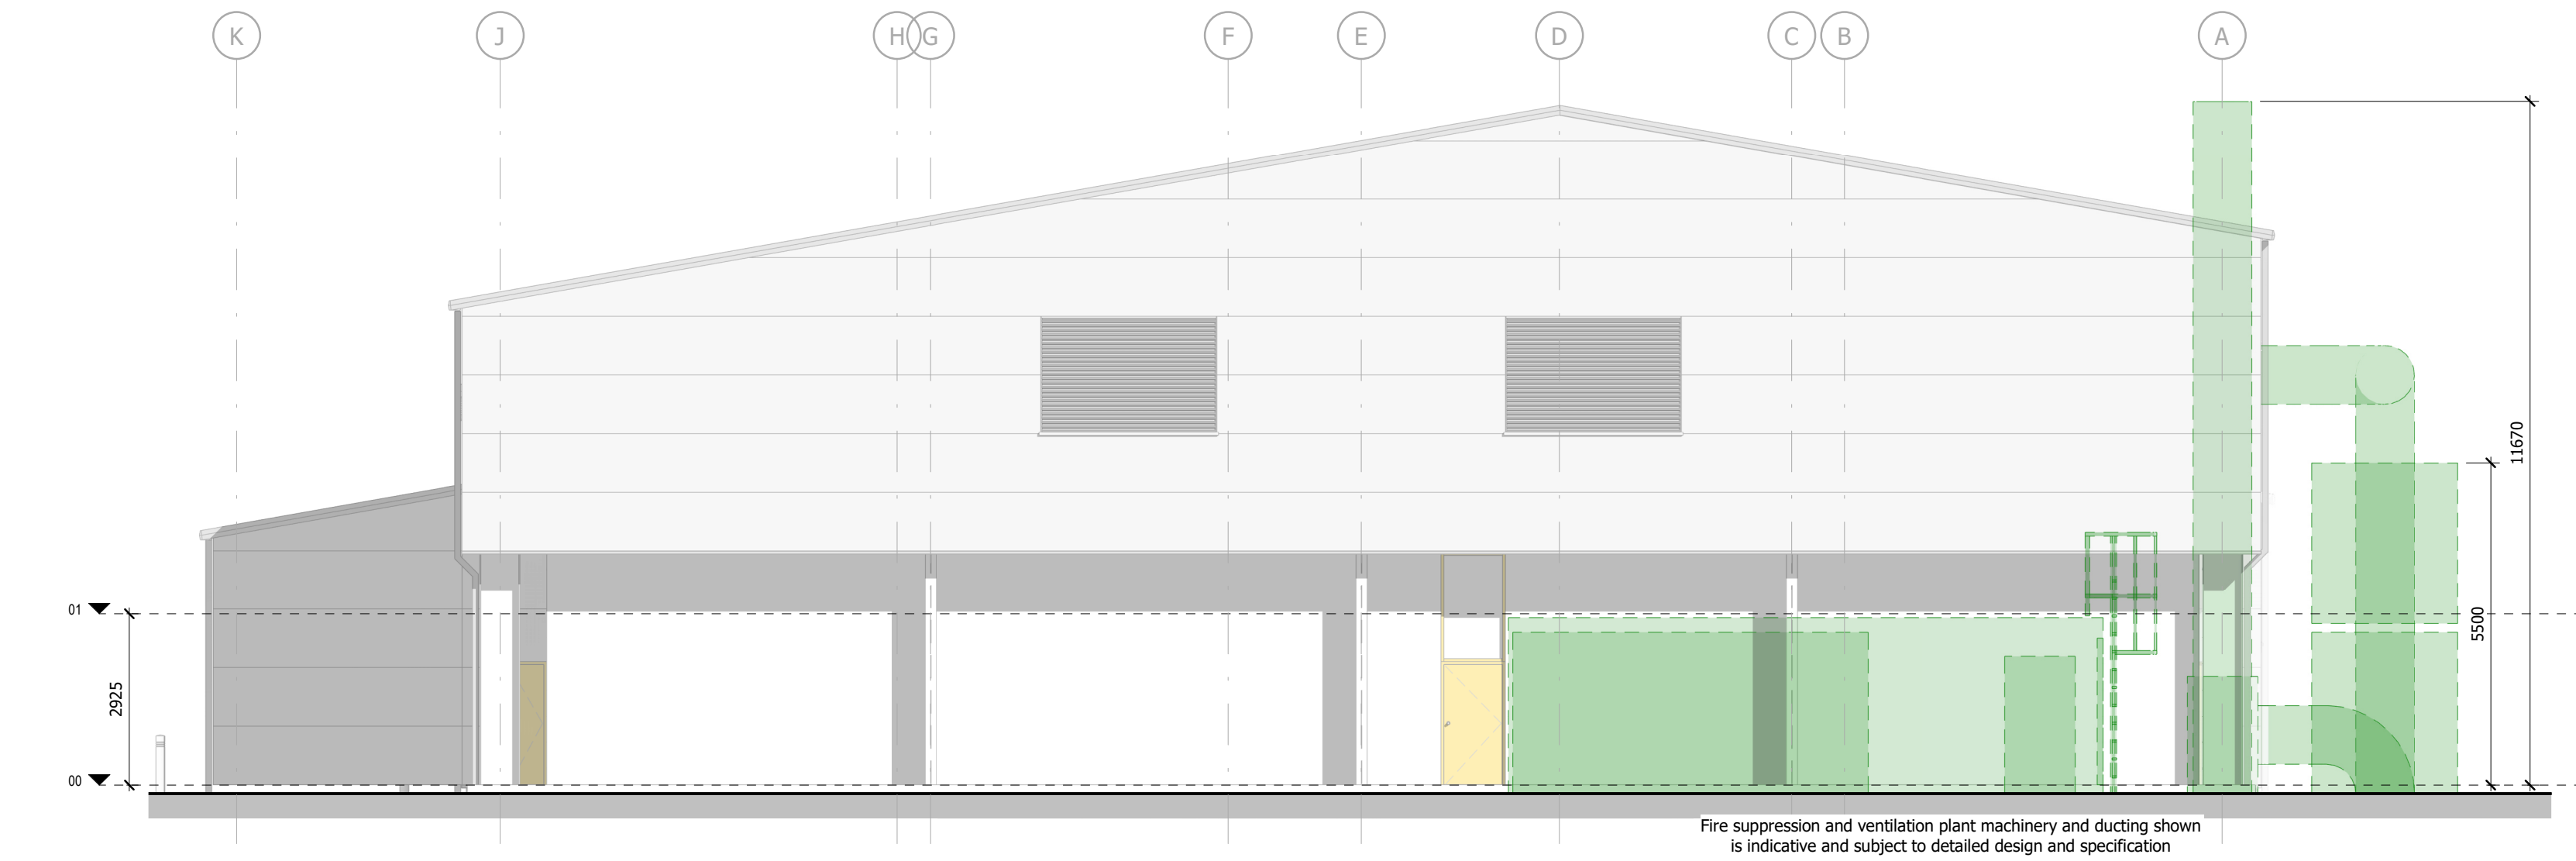 K J H G F E D C B A
11670
5500
01
2925
00
Fire suppression and ventilation plant machinery and ducting shown
is indicative and subject to detailed design and specification